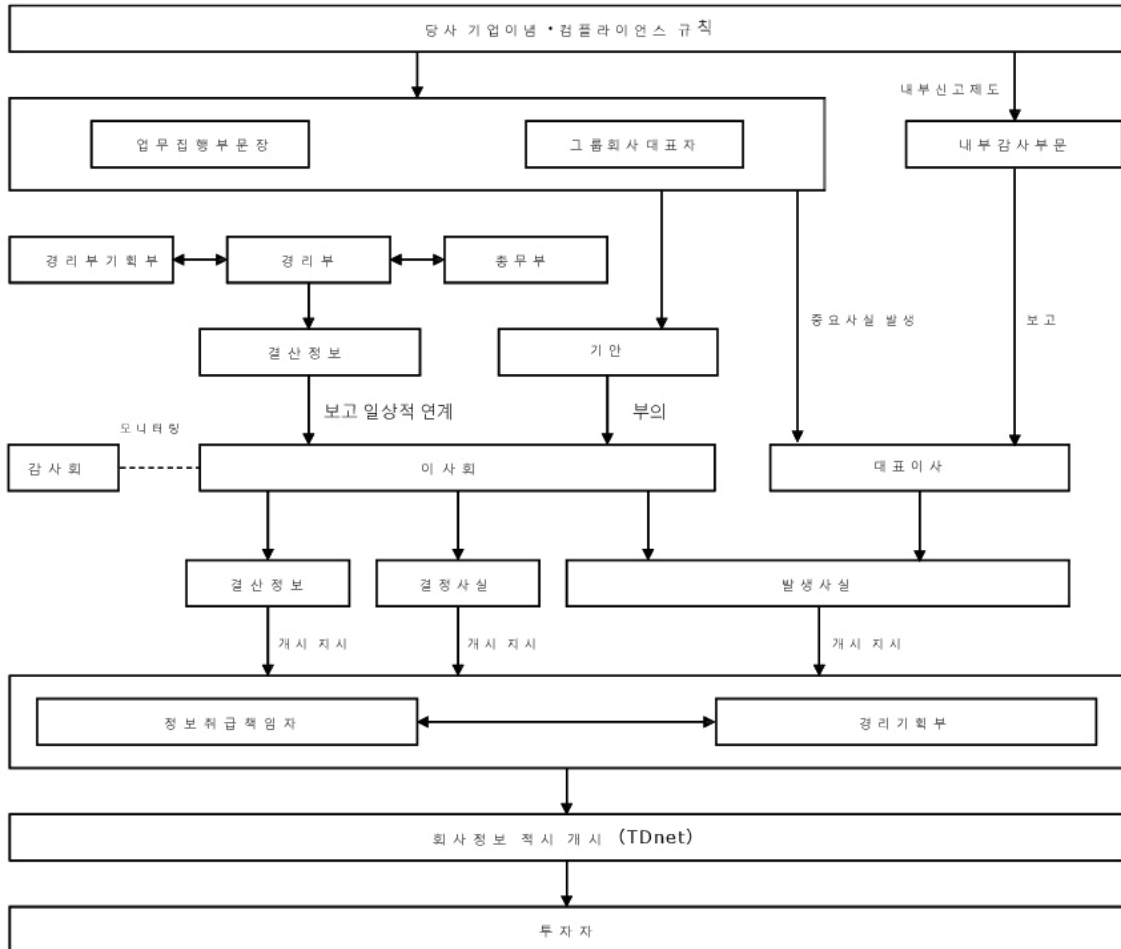 당사 기업이념・컴플라이언스 규칙
내부신고제도
업무집행부문장
그룹회사대표자
내부감사부문
경리부기획부
경리부
총무부
중요사실 발생
보고
결산정보
기안
보고 일상적 연계
부의
모니터링
감사회
이사회
대표이사
결산정보
결정사실
발생사실
개시 지시
개시 지시
개시 지시
정보취급책임자
경리기획부
회사정보 적시 개시 (TDnet)
투자자